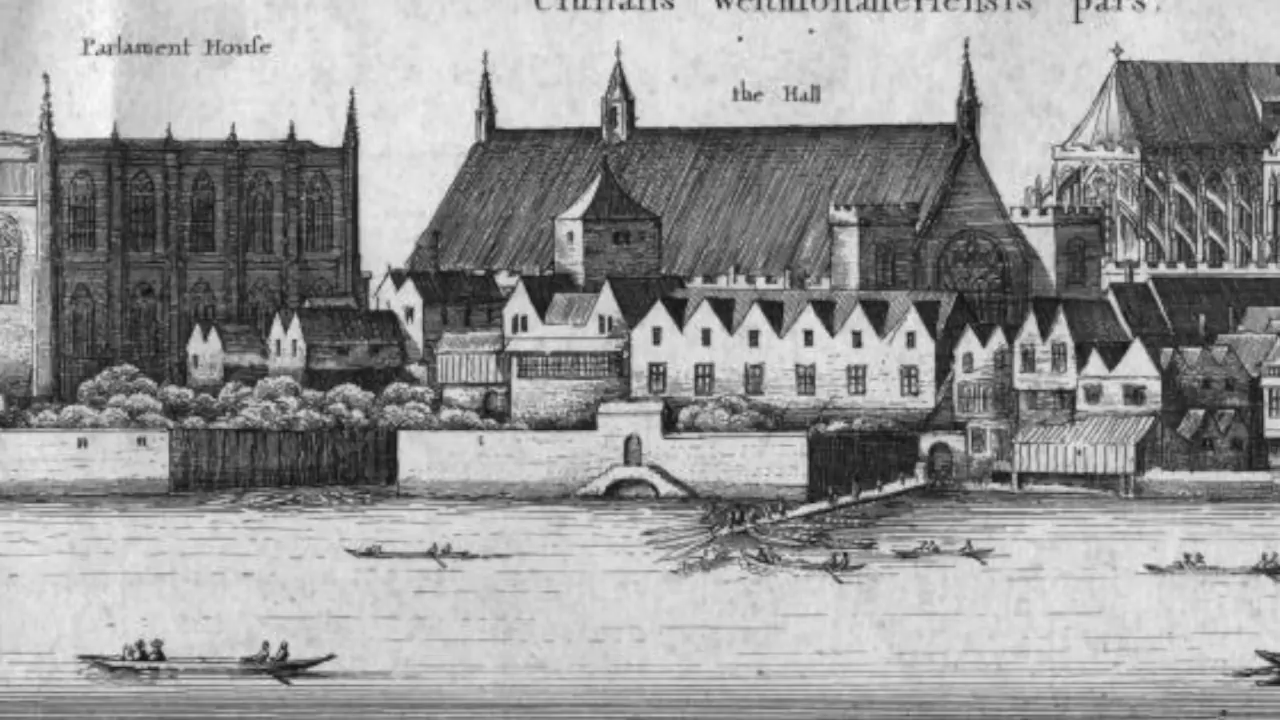 Civitatis Westmonasteriensis pars.
Parlament Houſe
the Hall